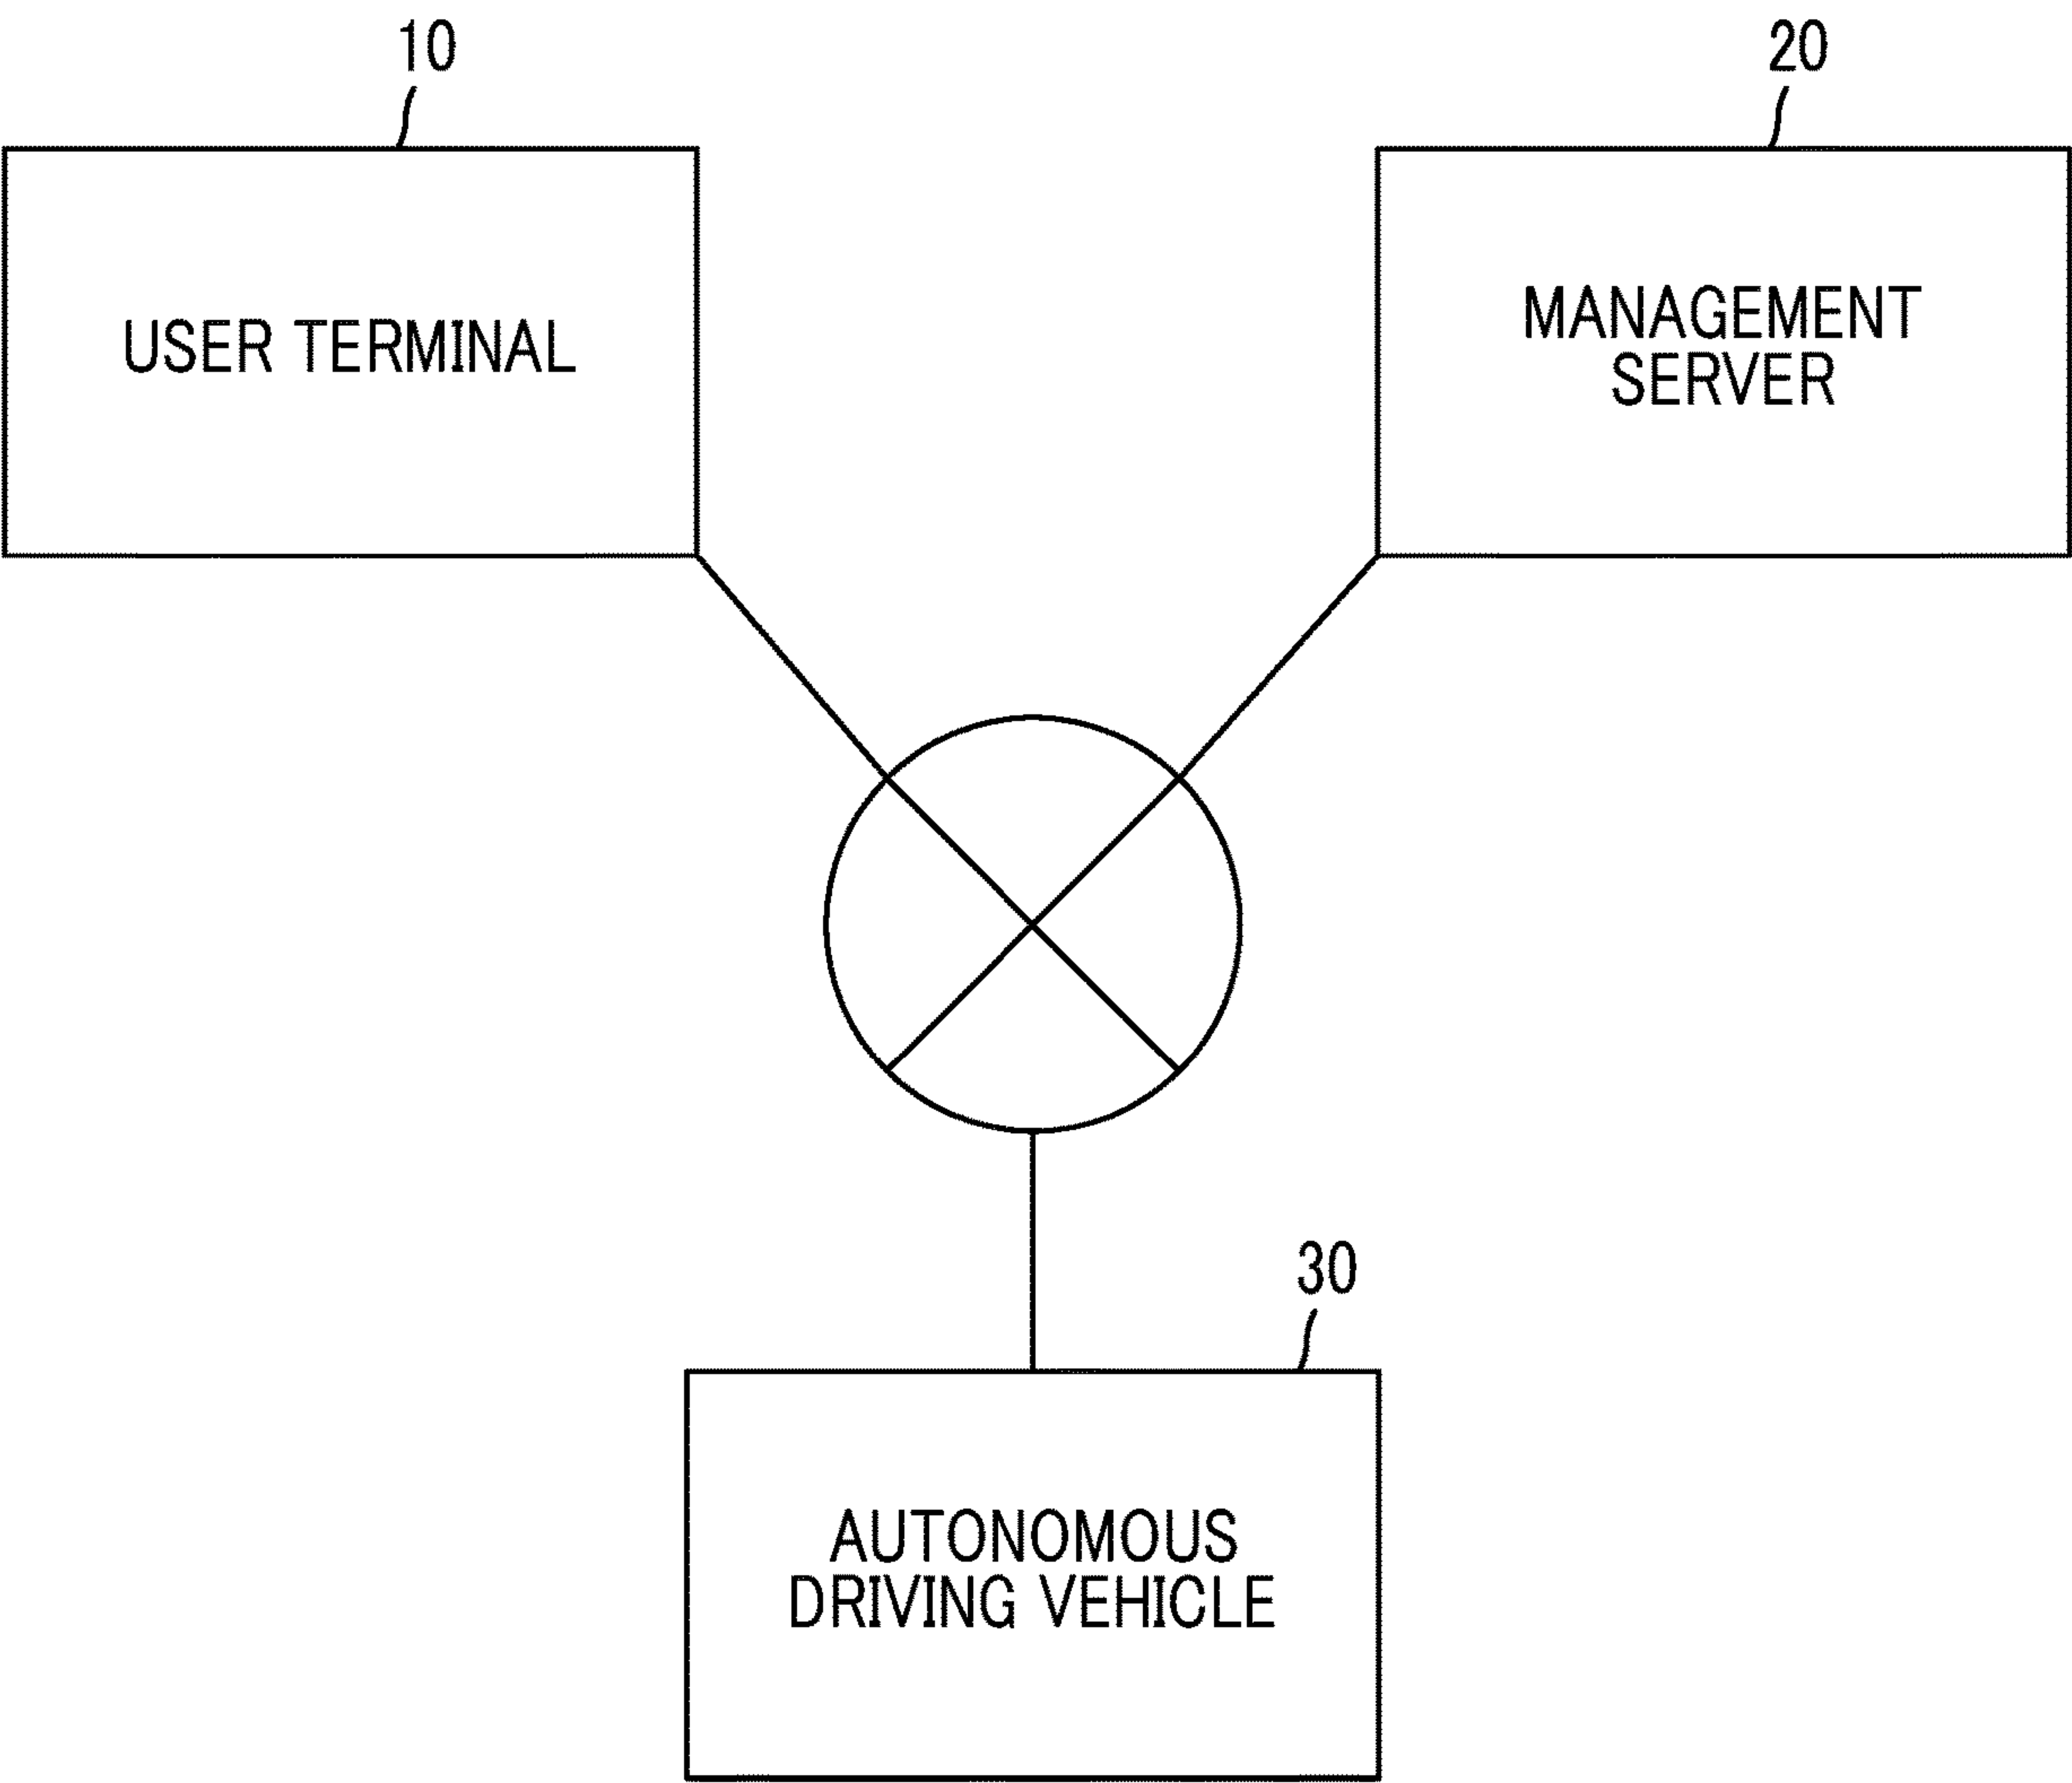 10
20
USER TERMINAL
MANAGEMENT
SERVER
30
AUTONOMOUS
DRIVING VEHICLE